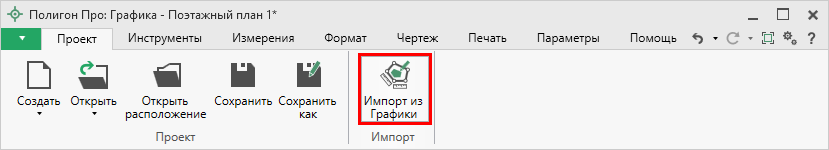 Полигон Про: Графика - Поэтажный план 1*
Проект Инструменты Измерения Формат Чертеж Печать Параметры Помощь ?
Создать Открыть Открыть расположение Сохранить Сохранить как Импорт из Графики
Проект Импорт